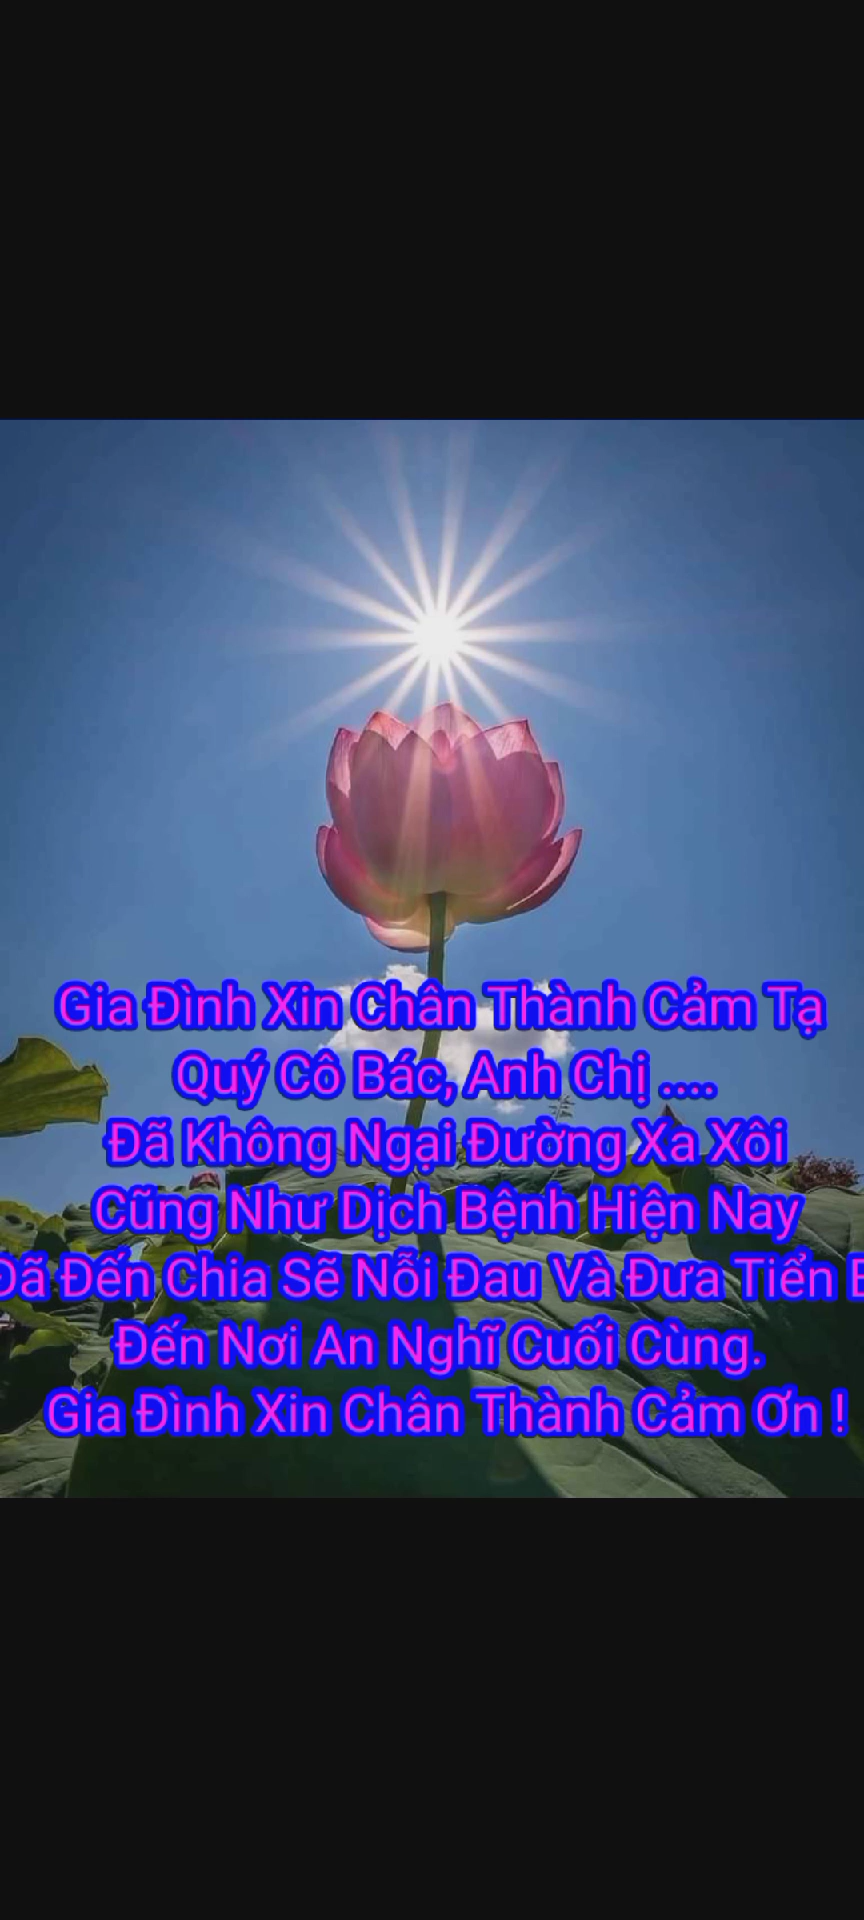 Gia Đình Xin Chân Thành Cảm Tạ
Quý Cô Bác, Anh Chị ....
Đã Không Ngại Đường Xa Xôi
Cũng Như Dịch Bệnh Hiện Nay
Đã Đến Chia Sẽ Nỗi Đau Và Đưa Tiển
Đến Nơi An Nghĩ Cuối Cùng.
Gia Đình Xin Chân Thành Cảm Ơn !